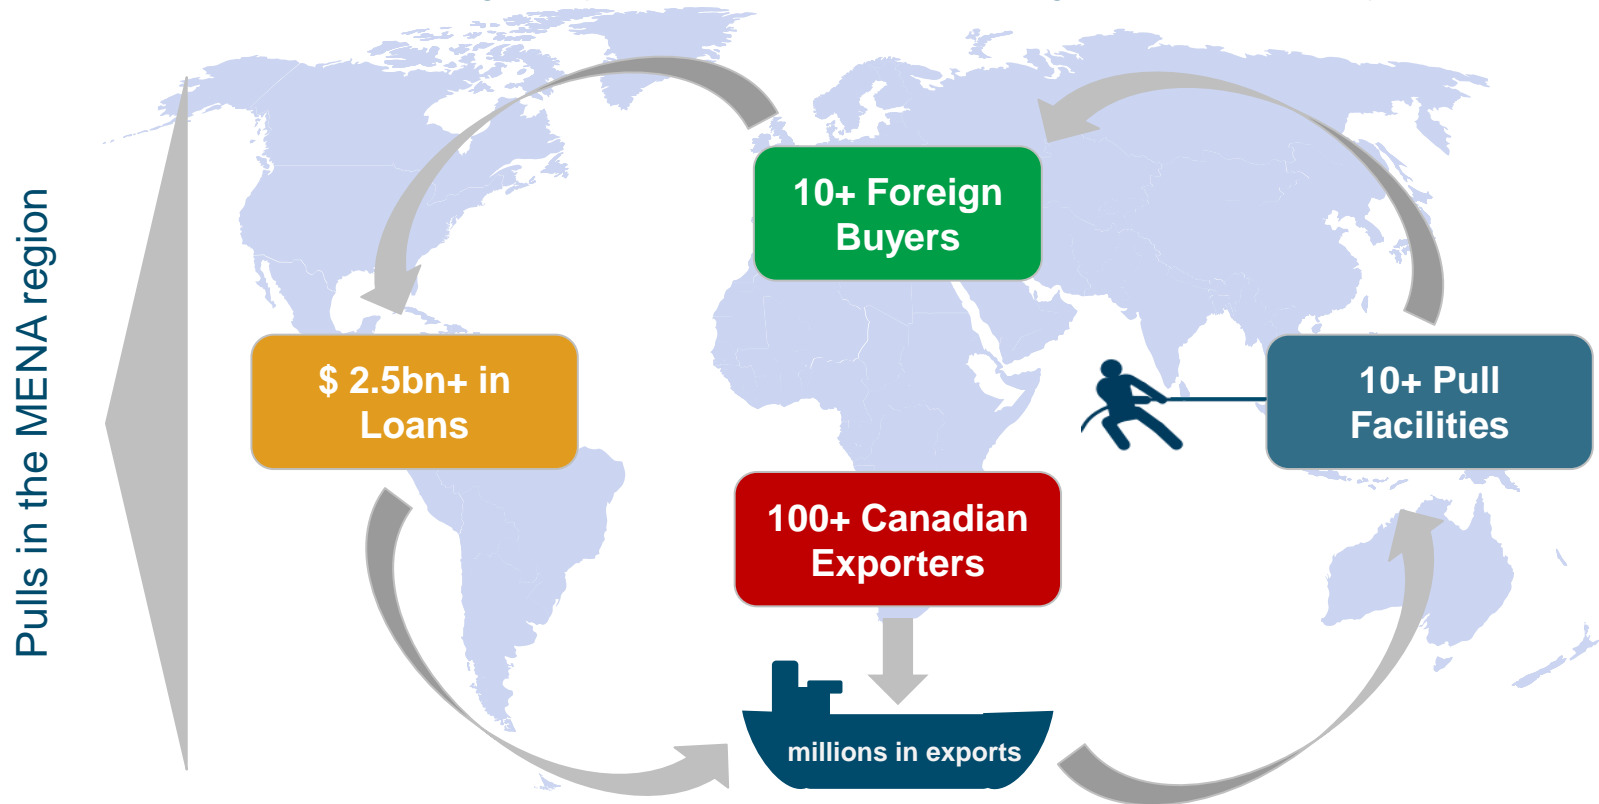 Pulls in the MENA region
10+ Foreign
Buyers
$ 2.5bn+ in
Loans
10+ Pull
Facilities
100+ Canadian
Exporters
millions in exports